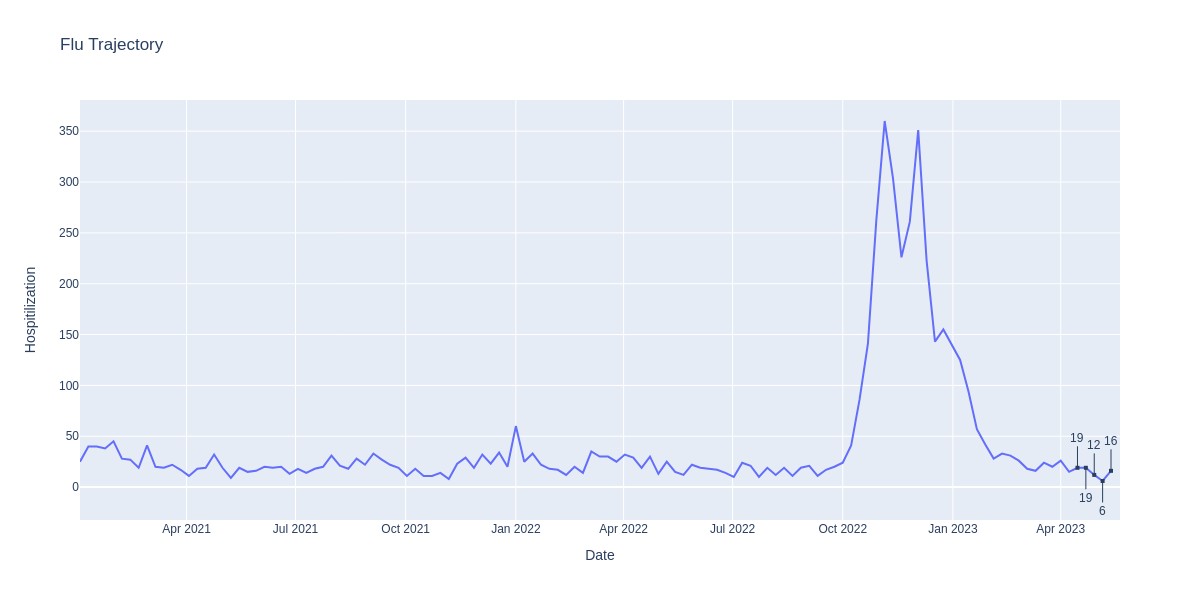 Flu Trajectory
Hospitilization
350
300
250
200
150
100
50
0
19
12
16
19
6
Apr 2021
Jul 2021
Oct 2021
Jan 2022
Apr 2022
Jul 2022
Oct 2022
Jan 2023
Apr 2023
Date